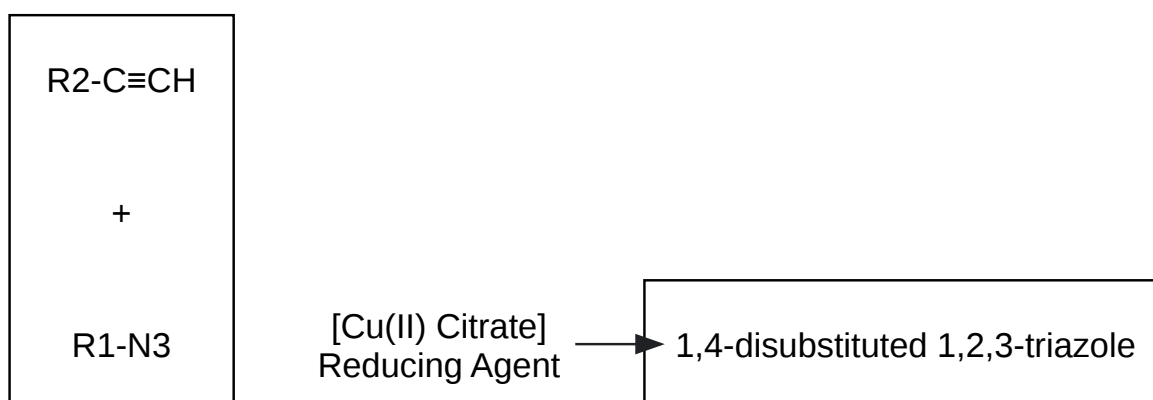 R2-C≡CH
+
R1-N3
[Cu(II) Citrate]
Reducing Agent
1,4-disubstituted 1,2,3-triazole